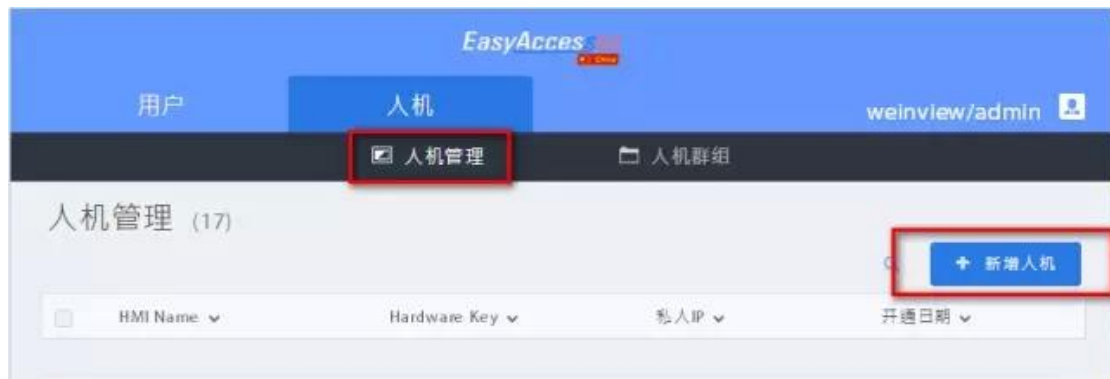 EasyAccess
China
用户
人机
weinview/admin
人机管理
人机群组
人机管理 (17)
新增人机
HMI Name
Hardware Key
私人IP
开通日期